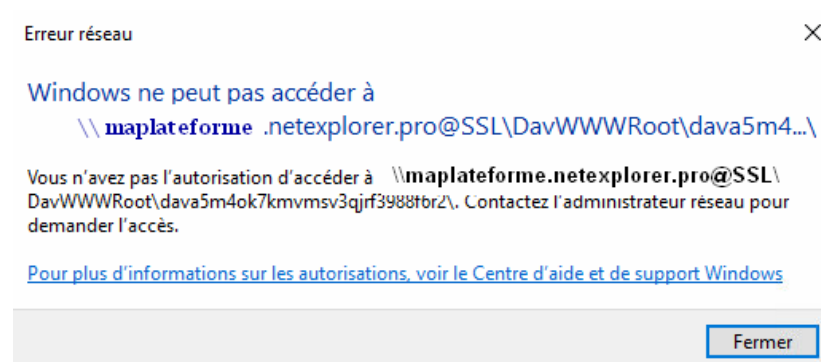 Erreur réseau
Windows ne peut pas accéder à
\\ maplateforme .netexplorer.pro@SSL\DavWWWRoot\dava5m4...\
Vous n'avez pas l'autorisation d'accéder à \\maplateforme.netexplorer.pro@SSL\
DavWWWRoot\dava5m4ok7kmvmsv3qjrf3988f6r2\. Contactez l'administrateur réseau pour
demander l'accès.
Pour plus d'informations sur les autorisations, voir le Centre d'aide et de support Windows
Fermer